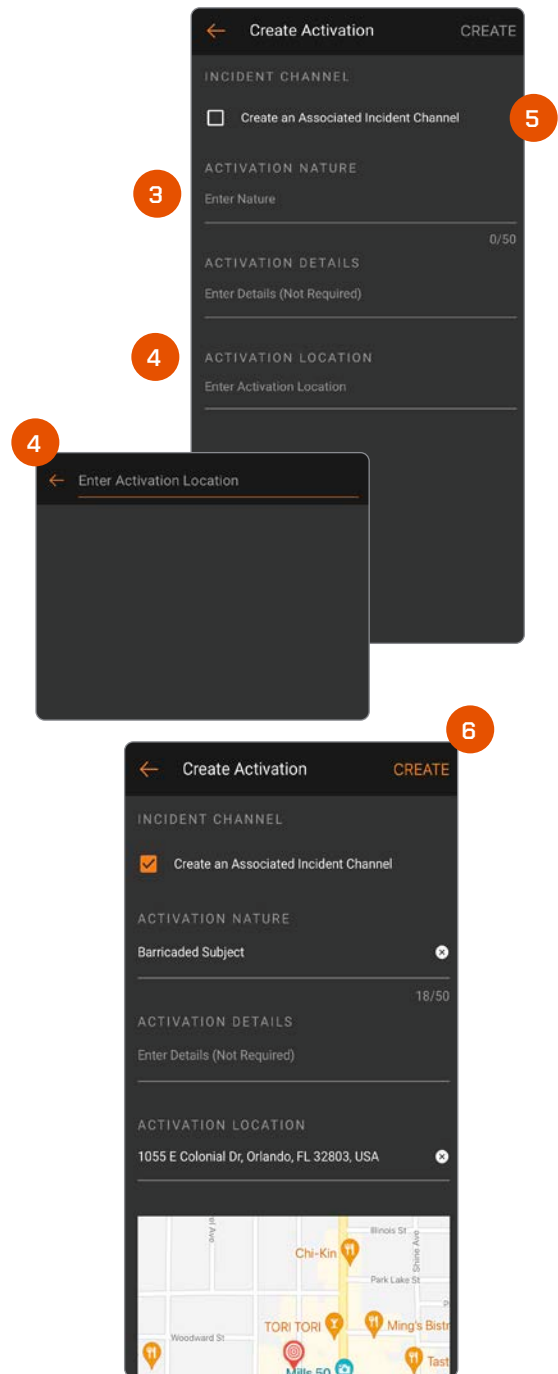 Create Activation CREATE
INCIDENT CHANNEL
Create an Associated Incident Channel
5
ACTIVATION NATURE
3
Enter Nature
0/50
ACTIVATION DETAILS
Enter Details (Not Required)
4
ACTIVATION LOCATION
Enter Activation Location
4
Enter Activation Location
6
Create Activation CREATE
INCIDENT CHANNEL
Create an Associated Incident Channel
ACTIVATION NATURE
Barricaded Subject
18/50
ACTIVATION DETAILS
Enter Details (Not Required)
ACTIVATION LOCATION
1055 E Colonial Dr, Orlando, FL 32803, USA
Illinois St
Chi-Kin
Shine Ave
Park Lake St
TORI TORI
Ming's Bistr
Woodward St
Mills 50
Tast